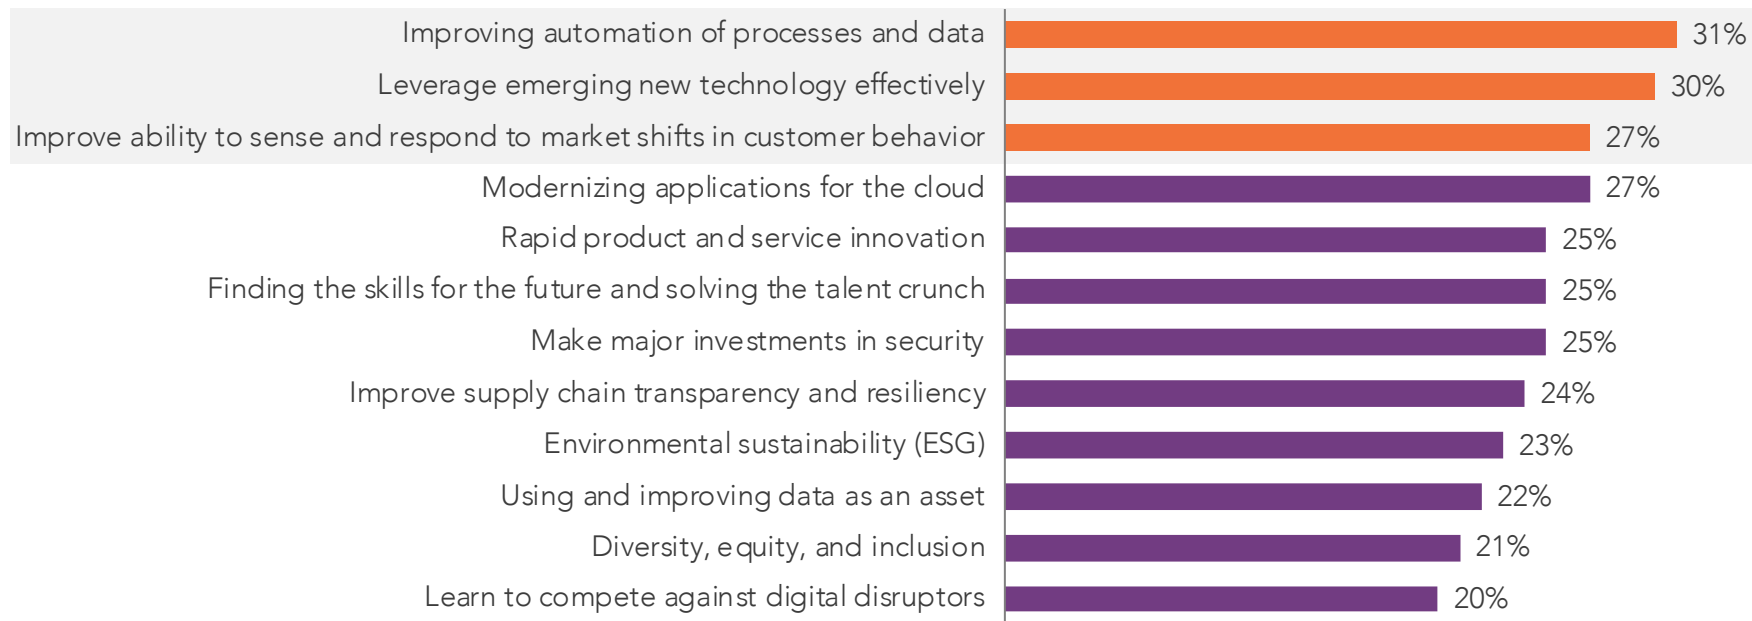 Improving automation of processes and data 31%
Leverage emerging new technology effectively 30%
Improve ability to sense and respond to market shifts in customer behavior 27%
Modernizing applications for the cloud 27%
Rapid product and service innovation 25%
Finding the skills for the future and solving the talent crunch 25%
Make major investments in security 25%
Improve supply chain transparency and resiliency 24%
Environmental sustainability (ESG) 23%
Using and improving data as an asset 22%
Diversity, equity, and inclusion 21%
Learn to compete against digital disruptors 20%